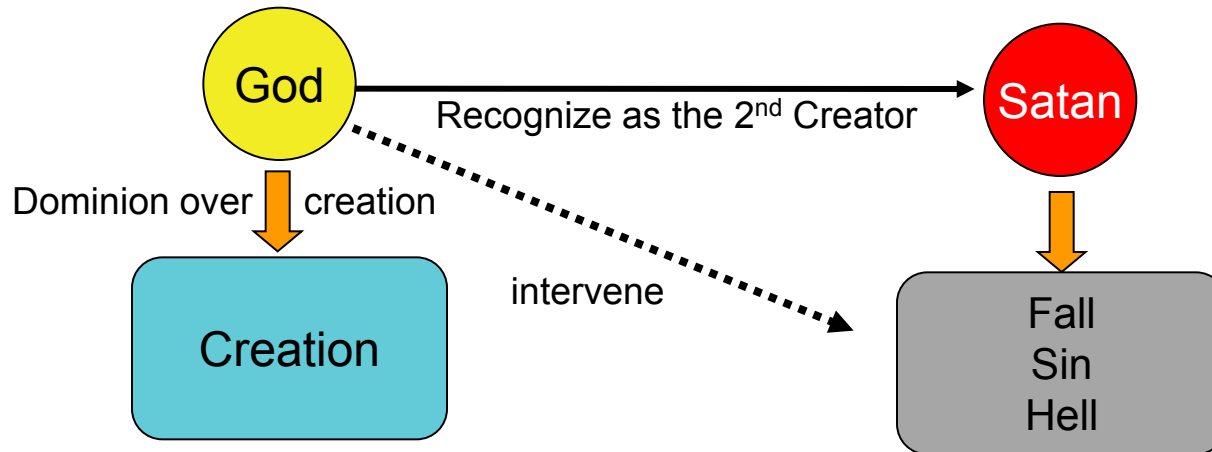 God
Recognize as the 2nd Creator
Satan
Dominion over creation
intervene
Creation
Fall
Sin
Hell